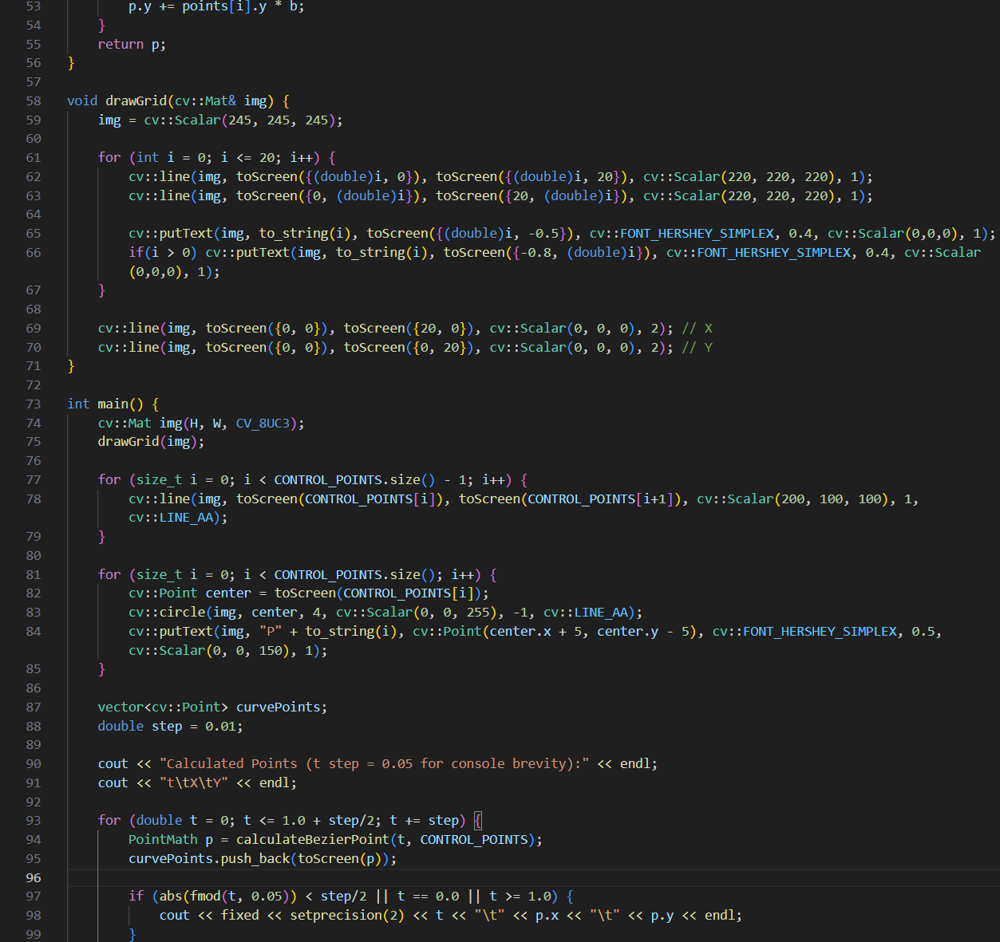 53 p.y += points[i].y * b;
54 }
55 return p;
56 }
57
58 void drawGrid(cv::Mat& img) {
59 img = cv::Scalar(245, 245, 245);
60
61 for (int i = 0; i <= 20; i++) {
62 cv::line(img, toScreen({(double)i, 0}), toScreen({(double)i, 20}), cv::Scalar(220, 220, 220), 1);
63 cv::line(img, toScreen({0, (double)i}), toScreen({20, (double)i}), cv::Scalar(220, 220, 220), 1);
64
65 cv::putText(img, to_string(i), toScreen({(double)i, -0.5}), cv::FONT_HERSHEY_SIMPLEX, 0.4, cv::Scalar(0,0,0), 1);
66 if(i > 0) cv::putText(img, to_string(i), toScreen({-0.8, (double)i}), cv::FONT_HERSHEY_SIMPLEX, 0.4, cv::Scalar
(0,0,0), 1);
67 }
68
69 cv::line(img, toScreen({0, 0}), toScreen({20, 0}), cv::Scalar(0, 0, 0), 2); // X
70 cv::line(img, toScreen({0, 0}), toScreen({0, 20}), cv::Scalar(0, 0, 0), 2); // Y
71 }
72
73 int main() {
74 cv::Mat img(H, W, CV_8UC3);
75 drawGrid(img);
76
77 for (size_t i = 0; i < CONTROL_POINTS.size() - 1; i++) {
78 cv::line(img, toScreen(CONTROL_POINTS[i]), toScreen(CONTROL_POINTS[i+1]), cv::Scalar(200, 100, 100), 1,
cv::LINE_AA);
79 }
80
81 for (size_t i = 0; i < CONTROL_POINTS.size(); i++) {
82 cv::Point center = toScreen(CONTROL_POINTS[i]);
83 cv::circle(img, center, 4, cv::Scalar(0, 0, 255), -1, cv::LINE_AA);
84 cv::putText(img, "P" + to_string(i), cv::Point(center.x + 5, center.y - 5), cv::FONT_HERSHEY_SIMPLEX, 0.5,
cv::Scalar(0, 0, 150), 1);
85 }
86
87 vector<cv::Point> curvePoints;
88 double step = 0.01;
89
90 cout << "Calculated Points (t step = 0.05 for console brevity):" << endl;
91 cout << "t\tX\tY" << endl;
92
93 for (double t = 0; t <= 1.0 + step/2; t += step) {
94 PointMath p = calculateBezierPoint(t, CONTROL_POINTS);
95 curvePoints.push_back(toScreen(p));
96
97 if (abs(fmod(t, 0.05)) < step/2 || t == 0.0 || t >= 1.0) {
98 cout << fixed << setprecision(2) << t << "\t" << p.x << "\t" << p.y << endl;
99 }